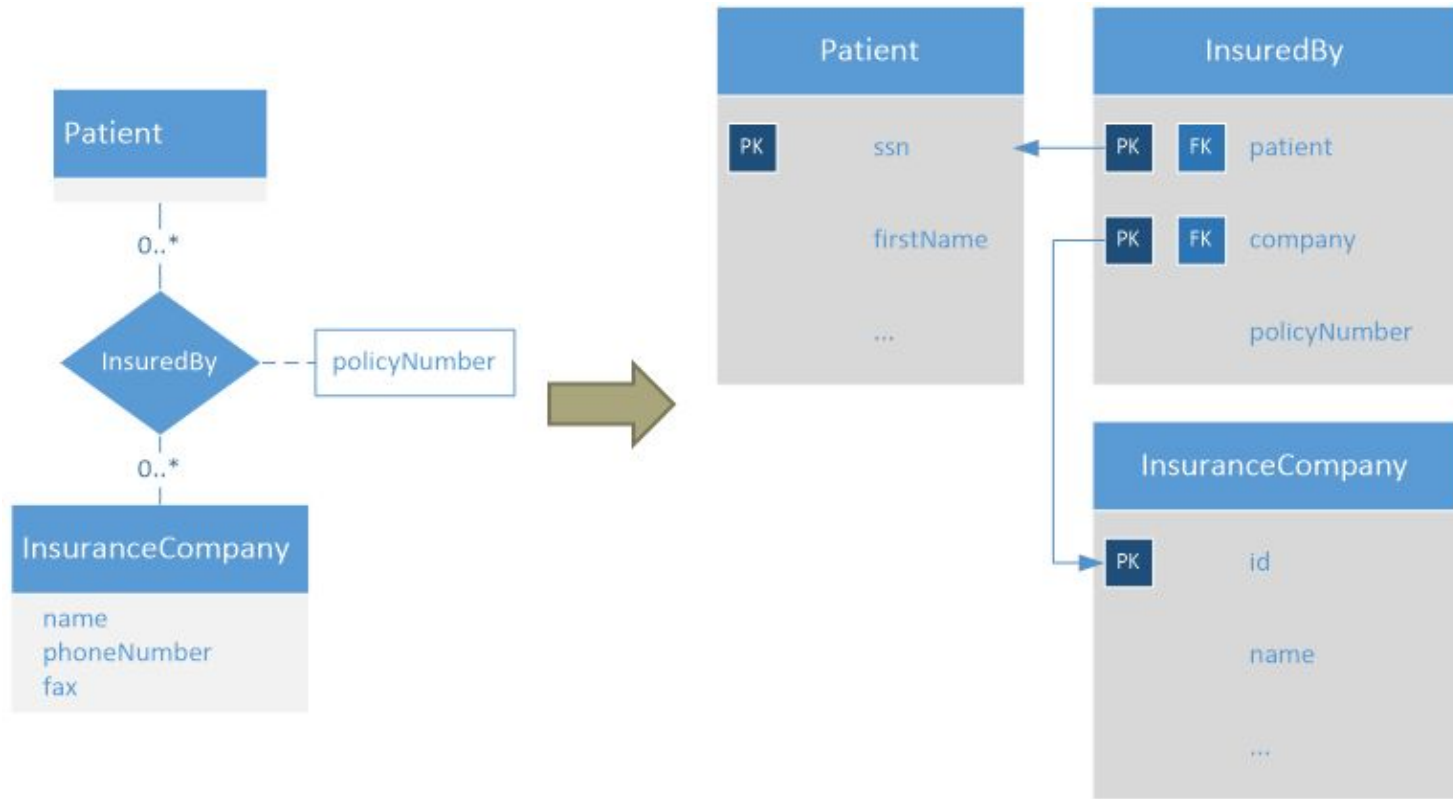 Patient
0..*
InsuredBy
policyNumber
0..*
InsuranceCompany
name
phoneNumber
fax
Patient
PK ssn
firstName
...
InsuredBy
PK FK patient
PK FK company
policyNumber
InsuranceCompany
PK id
name
...